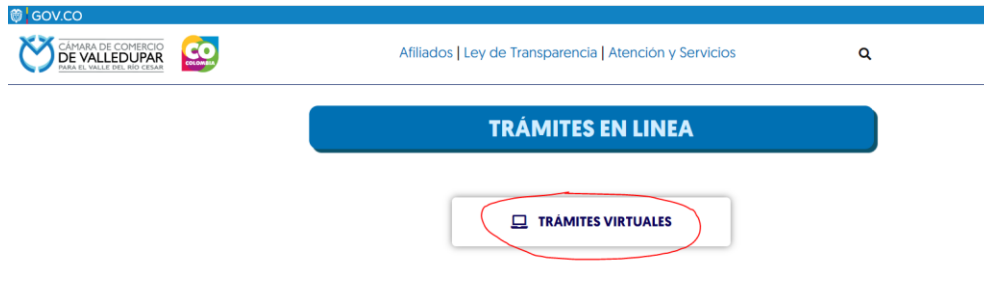 GOV.CO
CÁMARA DE COMERCIO
DE VALLEDUPAR
PARA EL VALLE DEL RÍO CESAR
CO
COLOMBIA
Afiliados | Ley de Transparencia | Atención y Servicios
TRÁMITES EN LINEA
TRÁMITES VIRTUALES